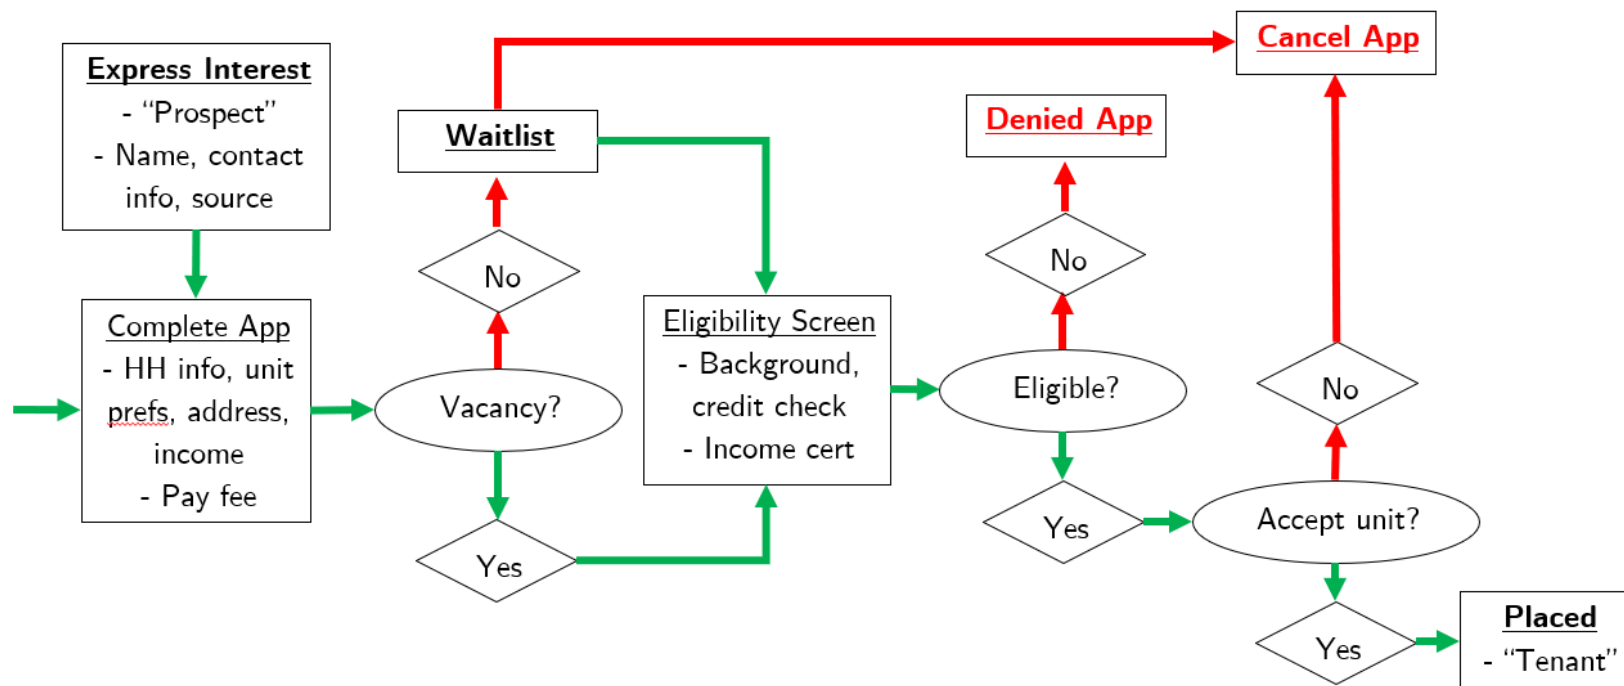 Express Interest
- “Prospect”
- Name, contact
info, source
Complete App
- HH info, unit
prefs, address,
income
- Pay fee
Waitlist
No
Vacancy?
Yes
Eligibility Screen
- Background,
credit check
- Income cert
Denied App
No
Eligible?
Yes
Cancel App
No
Accept unit?
Yes
Placed
- “Tenant”